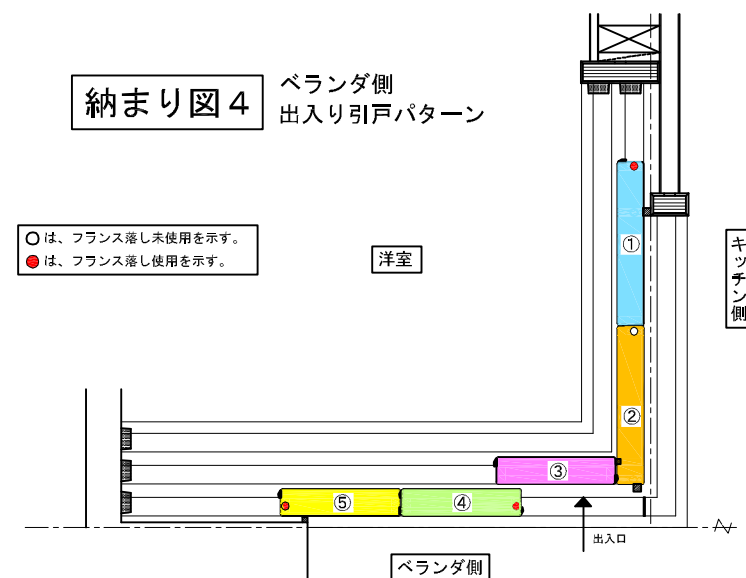 納まり図4
ベランダ側
出入り引戸パターン
○は、フランス落し未使用を示す。
●は、フランス落し使用を示す。
洋室
キッチン側
①
②
③
④
⑤
出入口
ベランダ側